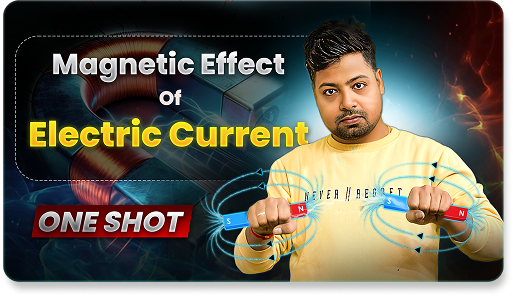 Magnetic Effect
Of
Electric Current
NEVER REGRET
S
N
S
N
ONE SHOT